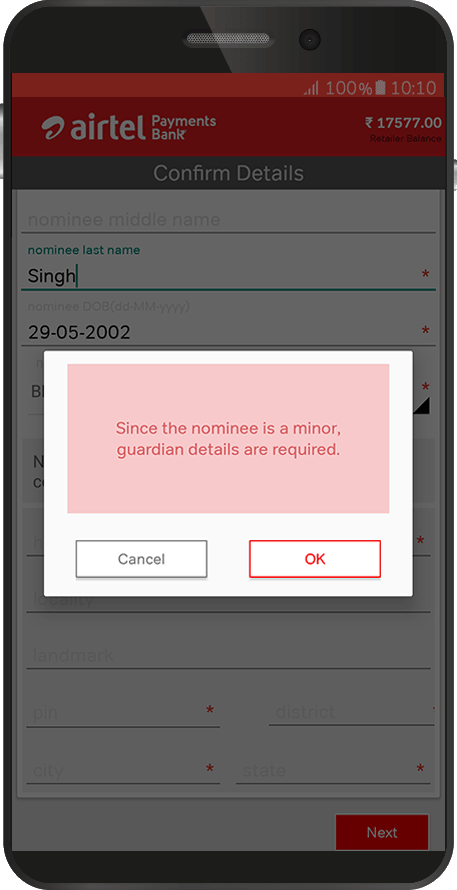 100% 10:10
airtel Payments Bank
₹ 17577.00
Retailer Balance
Confirm Details
nominee middle name
nominee last name
Singh *
nominee DOB(dd-MM-yyyy)
29-05-2002 *
*
Since the nominee is a minor,
guardian details are required.
Cancel OK
*
locality
landmark
pin * district
city * state *
Next